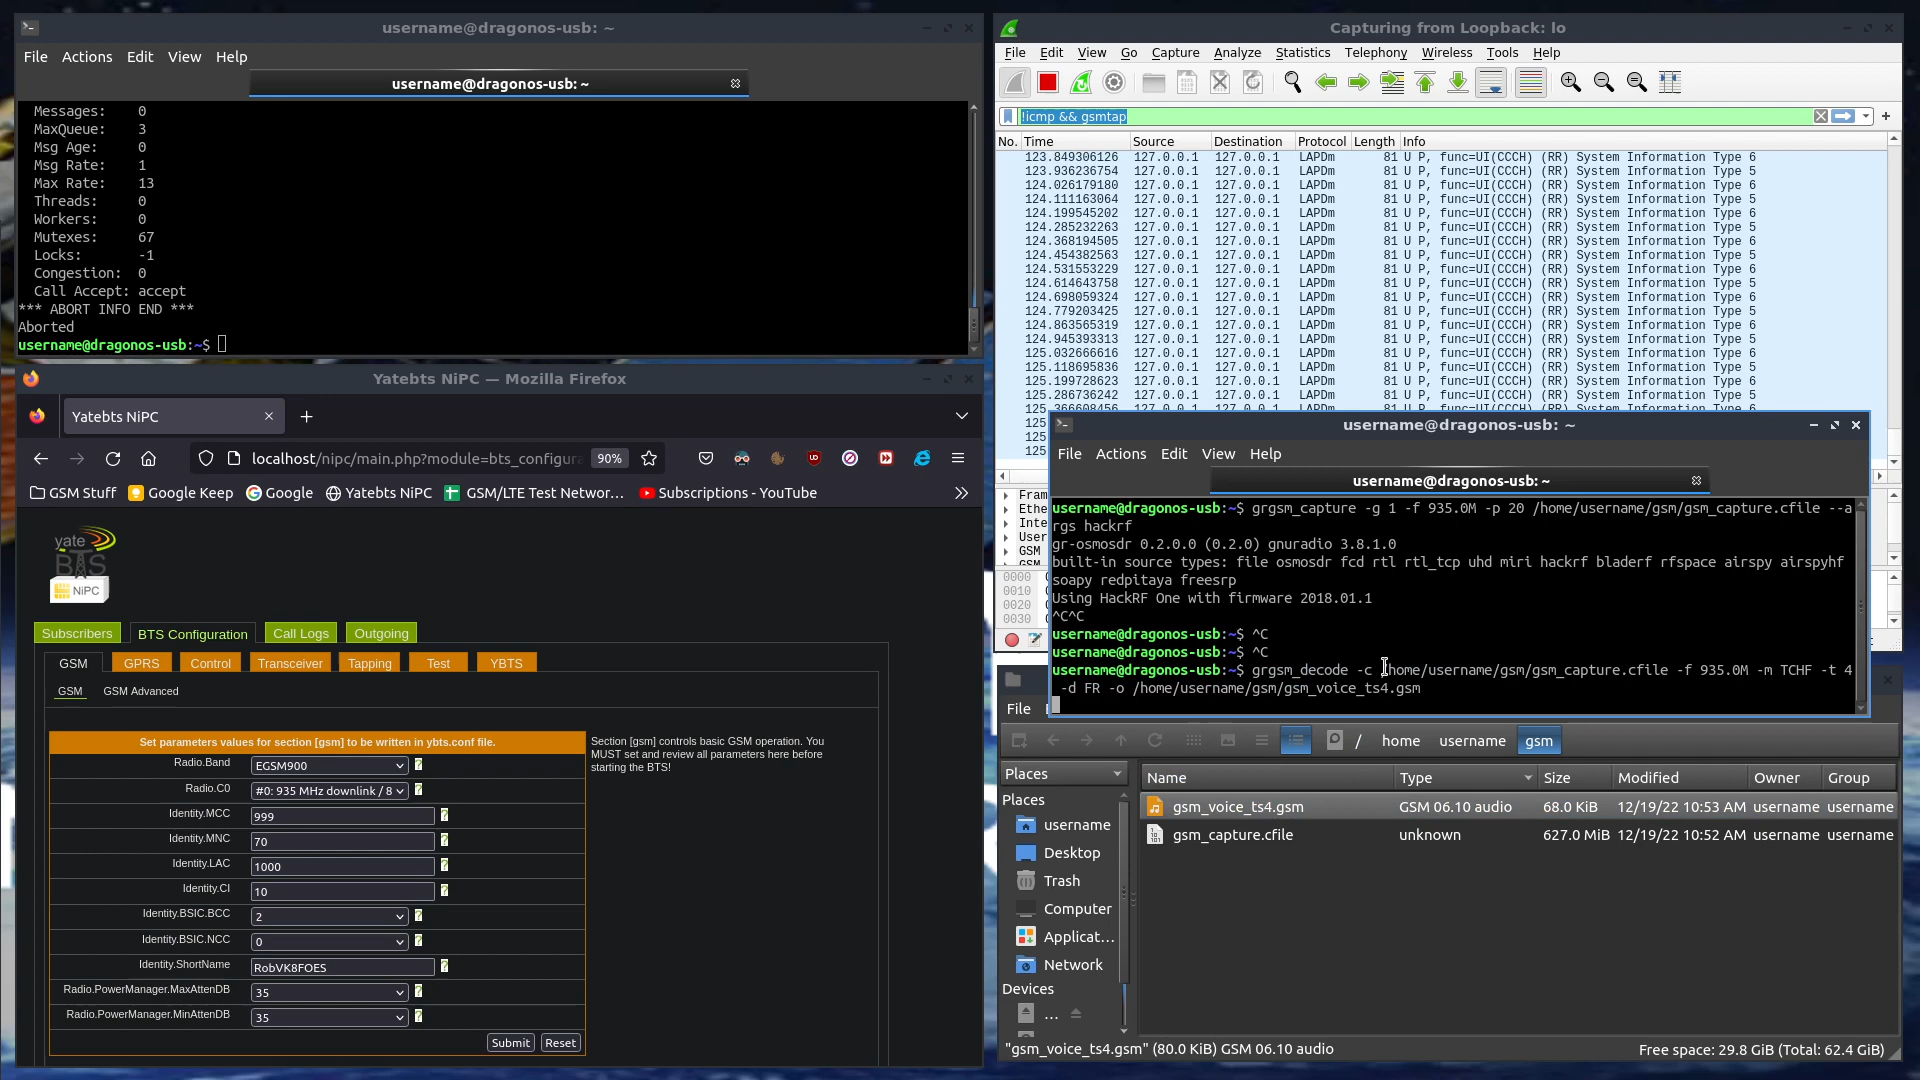 username@dragonos-usb: ~
File Actions Edit View Help
username@dragonos-usb: ~
Messages: 0
MaxQueue: 3
Msg Age: 0
Msg Rate: 1
Max Rate: 13
Threads: 0
Workers: 0
Mutexes: 67
Locks: -1
Congestion: 0
Call Accept: accept
*** ABORT INFO END ***
Aborted
username@dragonos-usb:~$
Capturing from Loopback: lo
File Edit View Go Capture Analyze Statistics Telephony Wireless Tools Help
!icmp && gsmtap
No. Time Source Destination Protocol Length Info
123.849306126 127.0.0.1 127.0.0.1 LAPDm 81 U P, func=UI(CCCH) (RR) System Information Type 6
123.936236754 127.0.0.1 127.0.0.1 LAPDm 81 U P, func=UI(CCCH) (RR) System Information Type 5
124.026179180 127.0.0.1 127.0.0.1 LAPDm 81 U P, func=UI(CCCH) (RR) System Information Type 6
124.111163064 127.0.0.1 127.0.0.1 LAPDm 81 U P, func=UI(CCCH) (RR) System Information Type 5
124.199545202 127.0.0.1 127.0.0.1 LAPDm 81 U P, func=UI(CCCH) (RR) System Information Type 6
124.285232263 127.0.0.1 127.0.0.1 LAPDm 81 U P, func=UI(CCCH) (RR) System Information Type 5
124.368194505 127.0.0.1 127.0.0.1 LAPDm 81 U P, func=UI(CCCH) (RR) System Information Type 6
124.454382563 127.0.0.1 127.0.0.1 LAPDm 81 U P, func=UI(CCCH) (RR) System Information Type 5
124.531553229 127.0.0.1 127.0.0.1 LAPDm 81 U P, func=UI(CCCH) (RR) System Information Type 6
124.614643758 127.0.0.1 127.0.0.1 LAPDm 81 U P, func=UI(CCCH) (RR) System Information Type 5
124.698059324 127.0.0.1 127.0.0.1 LAPDm 81 U P, func=UI(CCCH) (RR) System Information Type 6
124.779203425 127.0.0.1 127.0.0.1 LAPDm 81 U P, func=UI(CCCH) (RR) System Information Type 5
124.863565319 127.0.0.1 127.0.0.1 LAPDm 81 U P, func=UI(CCCH) (RR) System Information Type 6
124.945393313 127.0.0.1 127.0.0.1 LAPDm 81 U P, func=UI(CCCH) (RR) System Information Type 5
125.032666616 127.0.0.1 127.0.0.1 LAPDm 81 U P, func=UI(CCCH) (RR) System Information Type 6
125.118695836 127.0.0.1 127.0.0.1 LAPDm 81 U P, func=UI(CCCH) (RR) System Information Type 5
125.199728623 127.0.0.1 127.0.0.1 LAPDm 81 U P, func=UI(CCCH) (RR) System Information Type 6
125.286736242 127.0.0.1 127.0.0.1 LAPDm 81 U P, func=UI(CCCH) (RR) System Information Type 5
125.366608456 127.0.0.1 127.0.0.1 LAPDm 81 U P, func=UI(CCCH) (RR) System Information Type 6
125
125
125
Fram
Ethe
Inte
User
GSM
0000
0010
0020
0030
username@dragonos-usb: ~
File Actions Edit View Help
username@dragonos-usb: ~
username@dragonos-usb:~$ grgsm_capture -g 1 -f 935.0M -p 20 /home/username/gsm/gsm_capture.cfile --a
rgs hackrf
gr-osmosdr 0.2.0.0 (0.2.0) gnuradio 3.8.1.0
built-in source types: file osmosdr fcd rtl rtl_tcp uhd miri hackrf bladerf rfspace airspy airspyhf
soapy redpitaya freesrp
Using HackRF One with firmware 2018.01.1
^C^C
username@dragonos-usb:~$ ^C
username@dragonos-usb:~$ ^C
username@dragonos-usb:~$ grgsm_decode -c /home/username/gsm/gsm_capture.cfile -f 935.0M -m TCHF -t 4
-d FR -o /home/username/gsm/gsm_voice_ts4.gsm
Yatebts NiPC — Mozilla Firefox
Yatebts NiPC
localhost/nipc/main.php?module=bts_configura
90%
GSM Stuff Google Keep Google Yatebts NiPC GSM/LTE Test Networ… Subscriptions - YouTube
yate
BTS
NiPC
Subscribers BTS Configuration Call Logs Outgoing
GSM GPRS Control Transceiver Tapping Test YBTS
GSM GSM Advanced
Set parameters values for section [gsm] to be written in ybts.conf file.
Radio.Band EGSM900 ?
Radio.C0 #0: 935 MHz downlink / 8 ?
Identity.MCC 999 ?
Identity.MNC 70 ?
Identity.LAC 1000 ?
Identity.CI 10 ?
Identity.BSIC.BCC 2 ?
Identity.BSIC.NCC 0 ?
Identity.ShortName RobVK8FOES ?
Radio.PowerManager.MaxAttenDB 35 ?
Radio.PowerManager.MinAttenDB 35 ?
Submit Reset
Section [gsm] controls basic GSM operation. You
MUST set and review all parameters here before
starting the BTS!
File
/ home username gsm
Places
Places
username
Desktop
Trash
Computer
Applicat...
Network
Devices
...
Name Type Size Modified Owner Group
gsm_voice_ts4.gsm GSM 06.10 audio 68.0 KiB 12/19/22 10:53 AM username username
gsm_capture.cfile unknown 627.0 MiB 12/19/22 10:52 AM username username
"gsm_voice_ts4.gsm" (80.0 KiB) GSM 06.10 audio
Free space: 29.8 GiB (Total: 62.4 GiB)